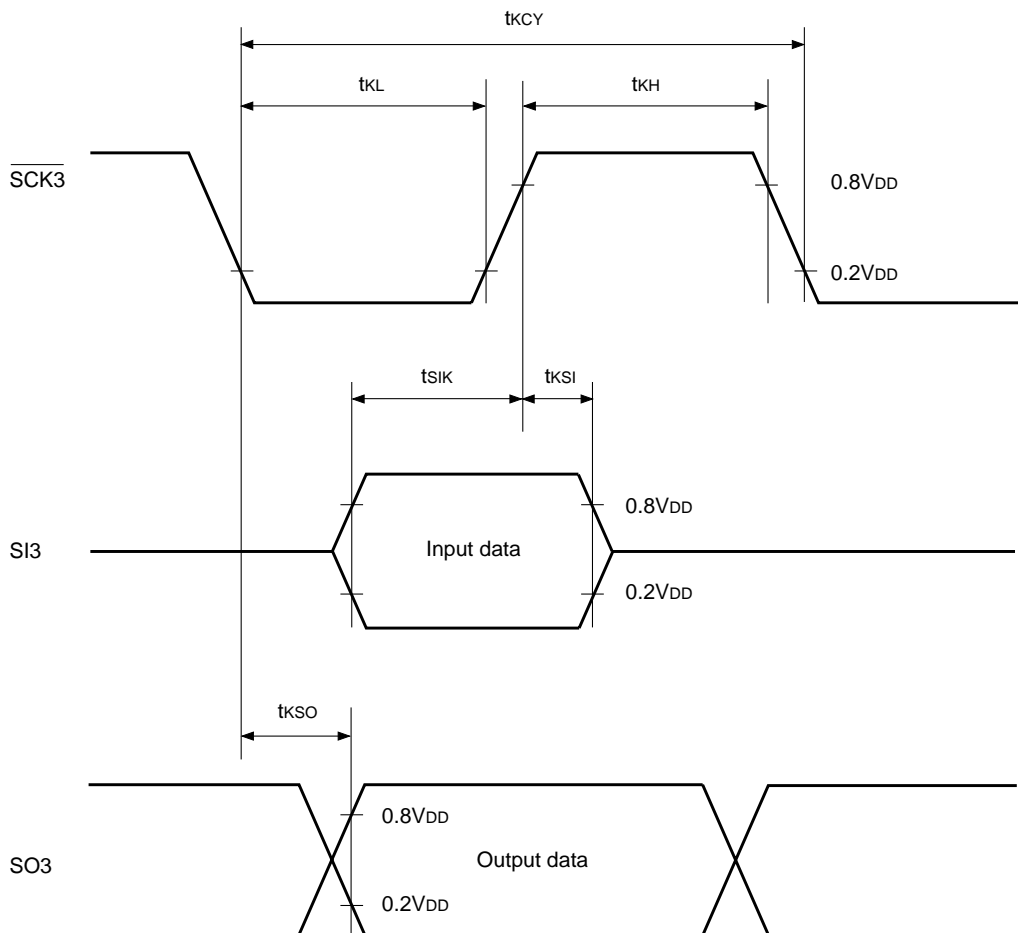 tKCY
tKL
tKH
SCK3
0.8VDD
0.2VDD
tSIK
tKSI
0.8VDD
SI3
Input data
0.2VDD
tKSO
0.8VDD
SO3
Output data
0.2VDD